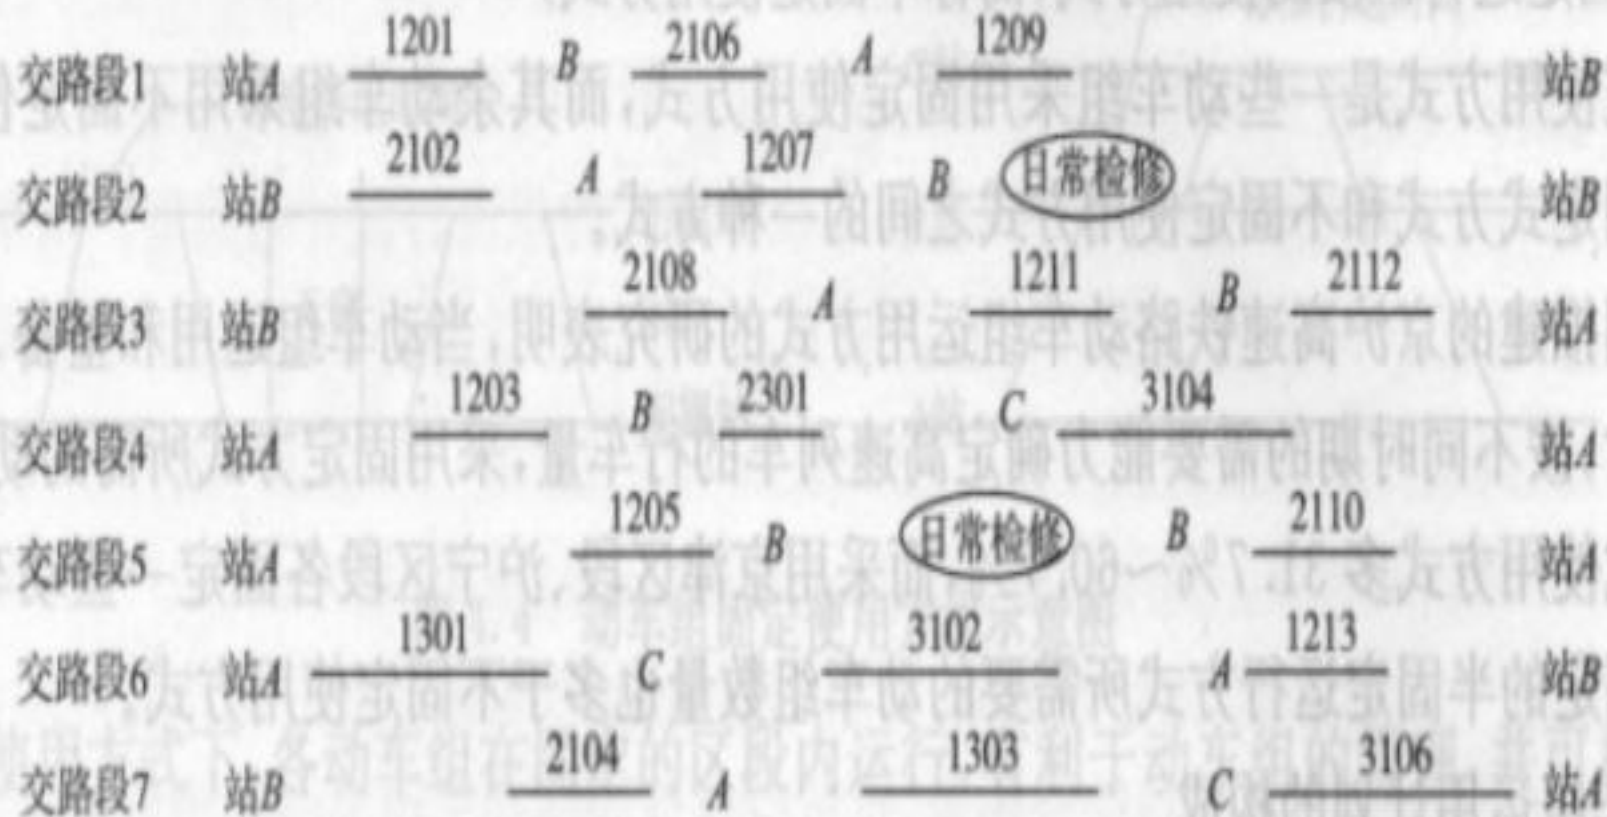 交路段1 站A 1201 B 2106 A 1209 站B
交路段2 站B 2102 A 1207 B 日常检修 站B
交路段3 站B 2108 A 1211 B 2112 站A
交路段4 站A 1203 B 2301 C 3104 站A
交路段5 站A 1205 B 日常检修 B 2110 站A
交路段6 站A 1301 C 3102 A 1213 站B
交路段7 站B 2104 A 1303 C 3106 站A